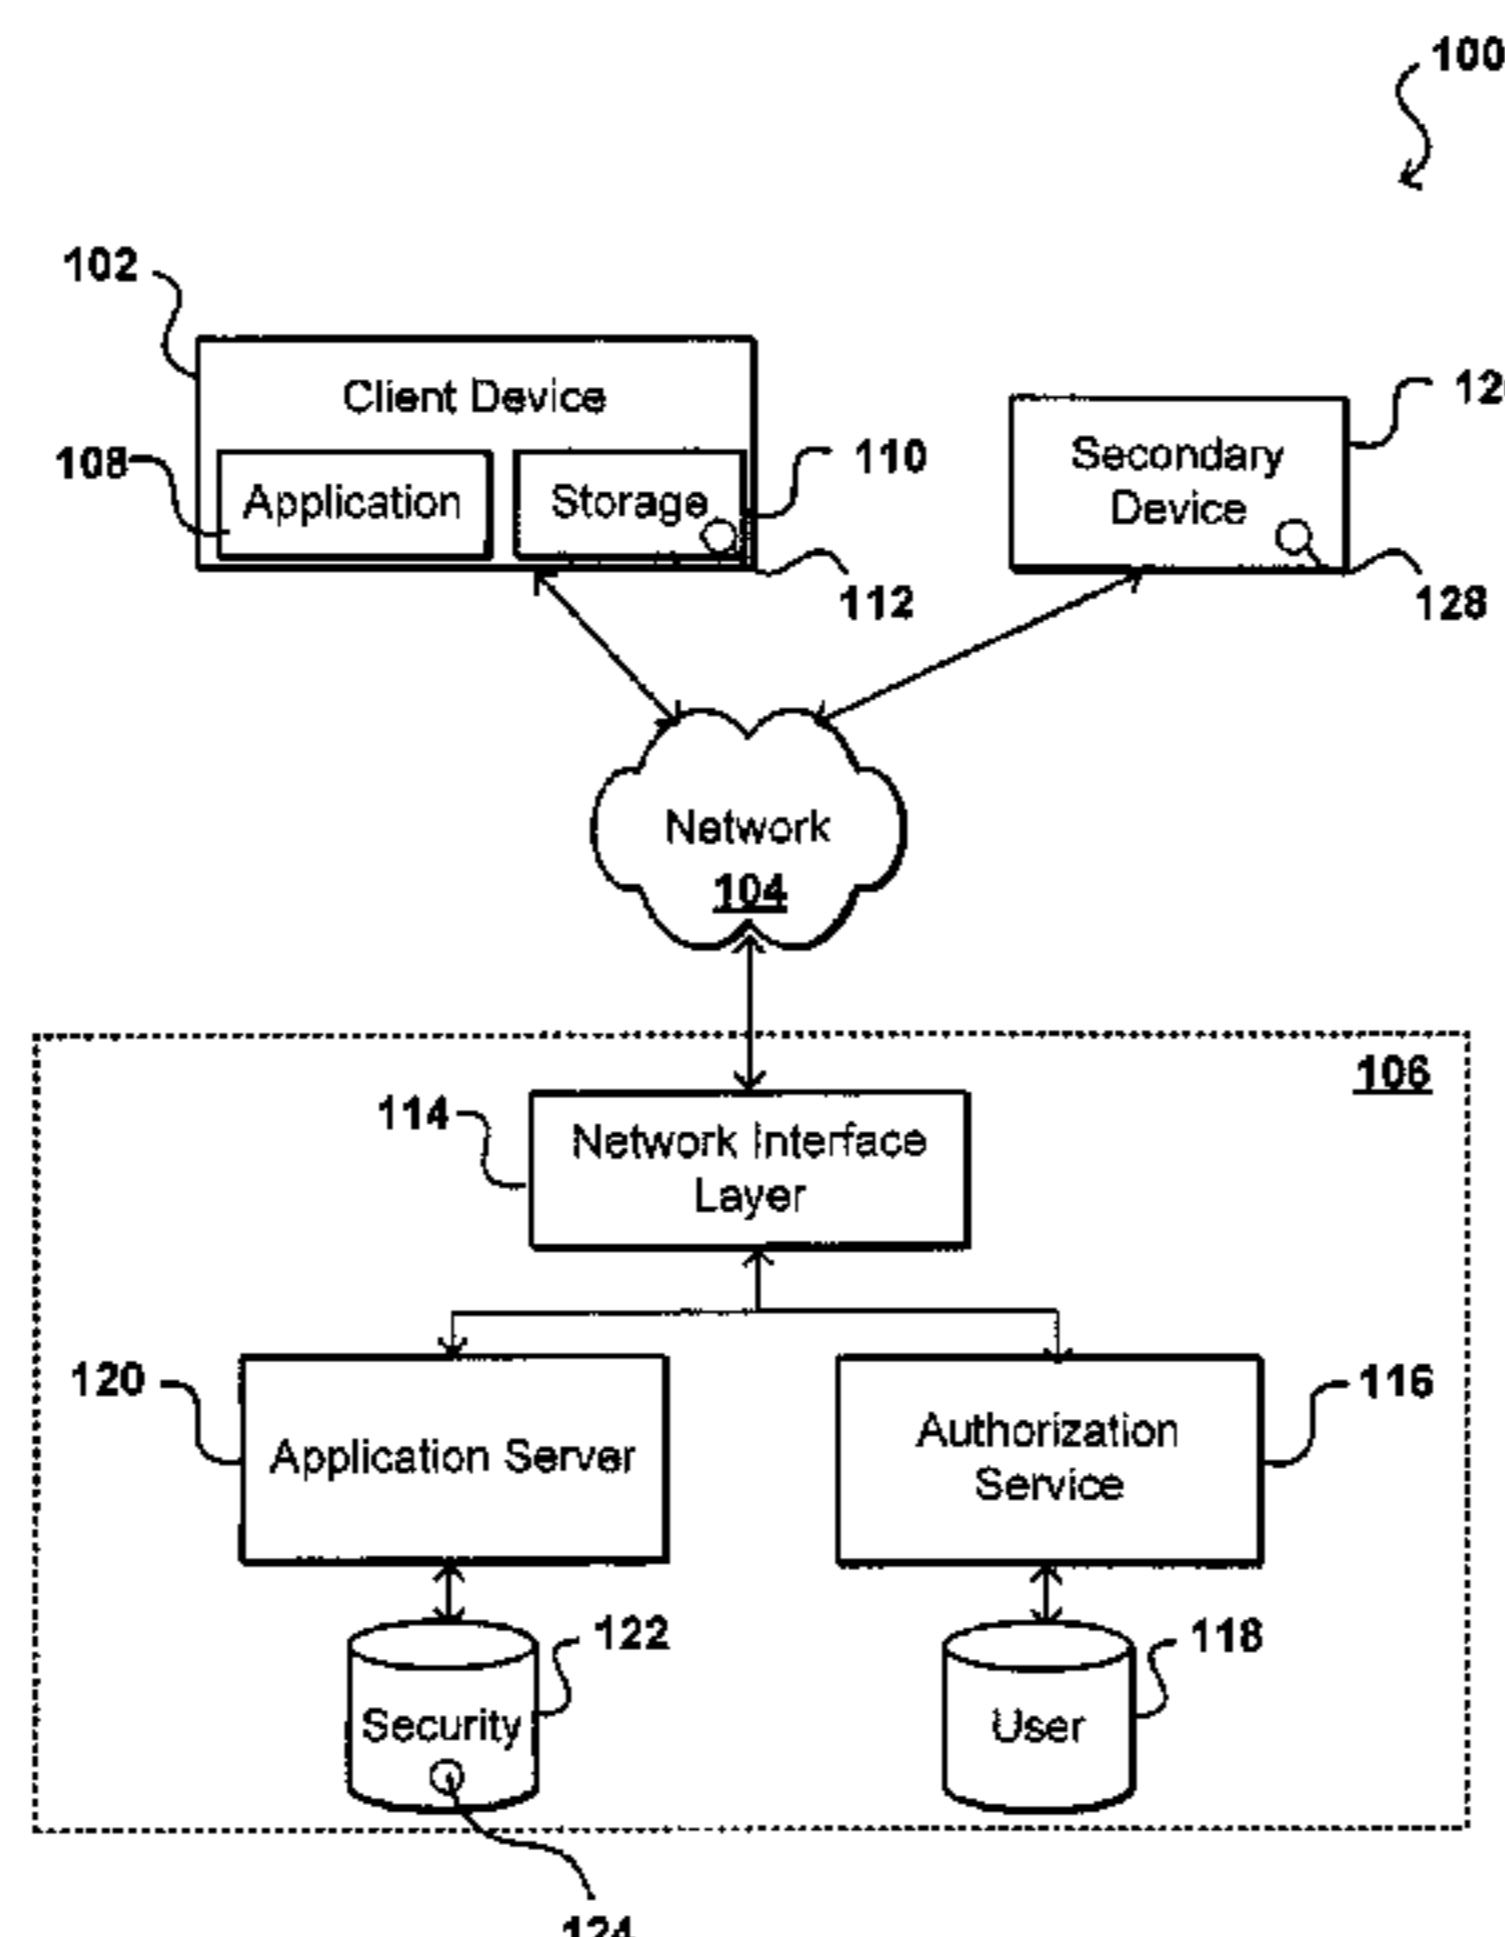 100
102
Client Device
108
Application
Storage
110
112
Secondary
Device
128
Network
104
106
114
Network Interface
Layer
120
Application Server
Authorization
Service
116
122
Security
118
User
124